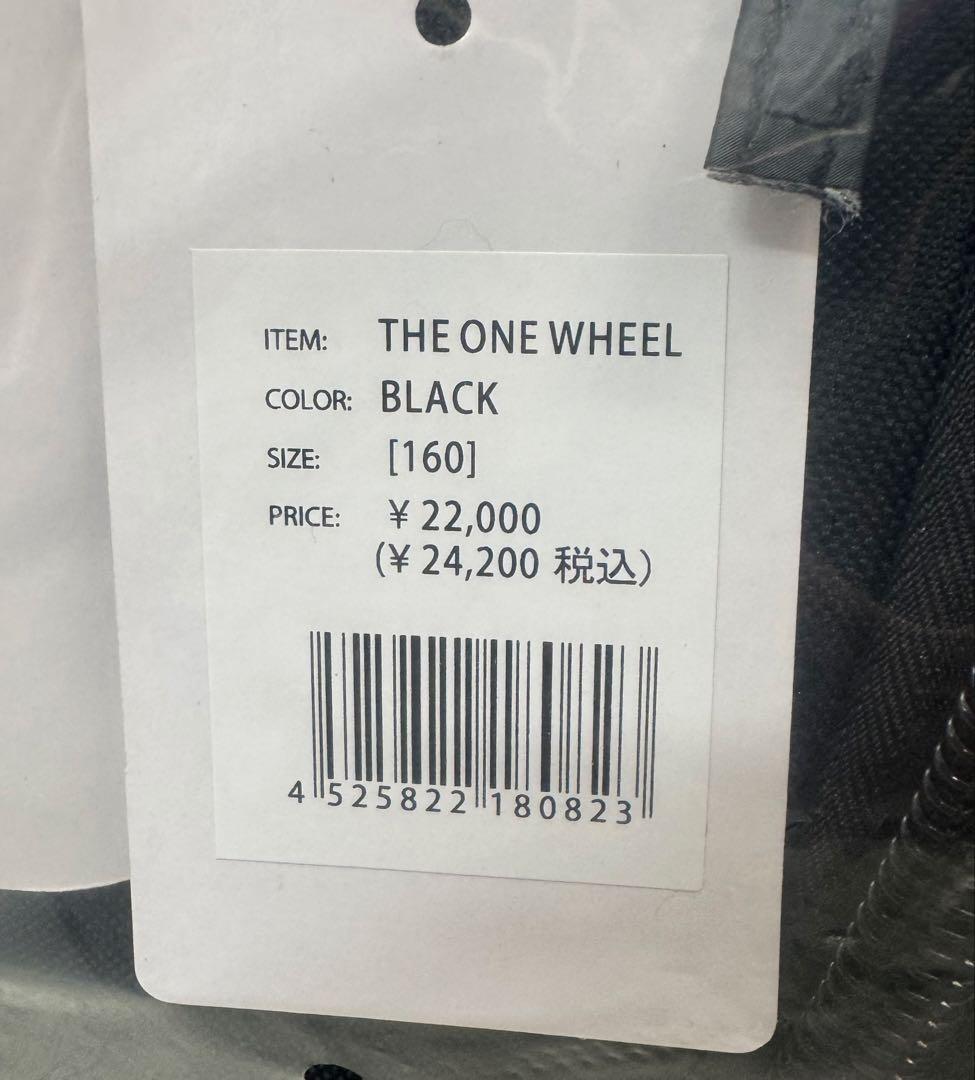 ITEM: THE ONE WHEEL
COLOR: BLACK
SIZE: [160]
PRICE: ¥ 22,000
(¥ 24,200 税込)
4 525822 180823